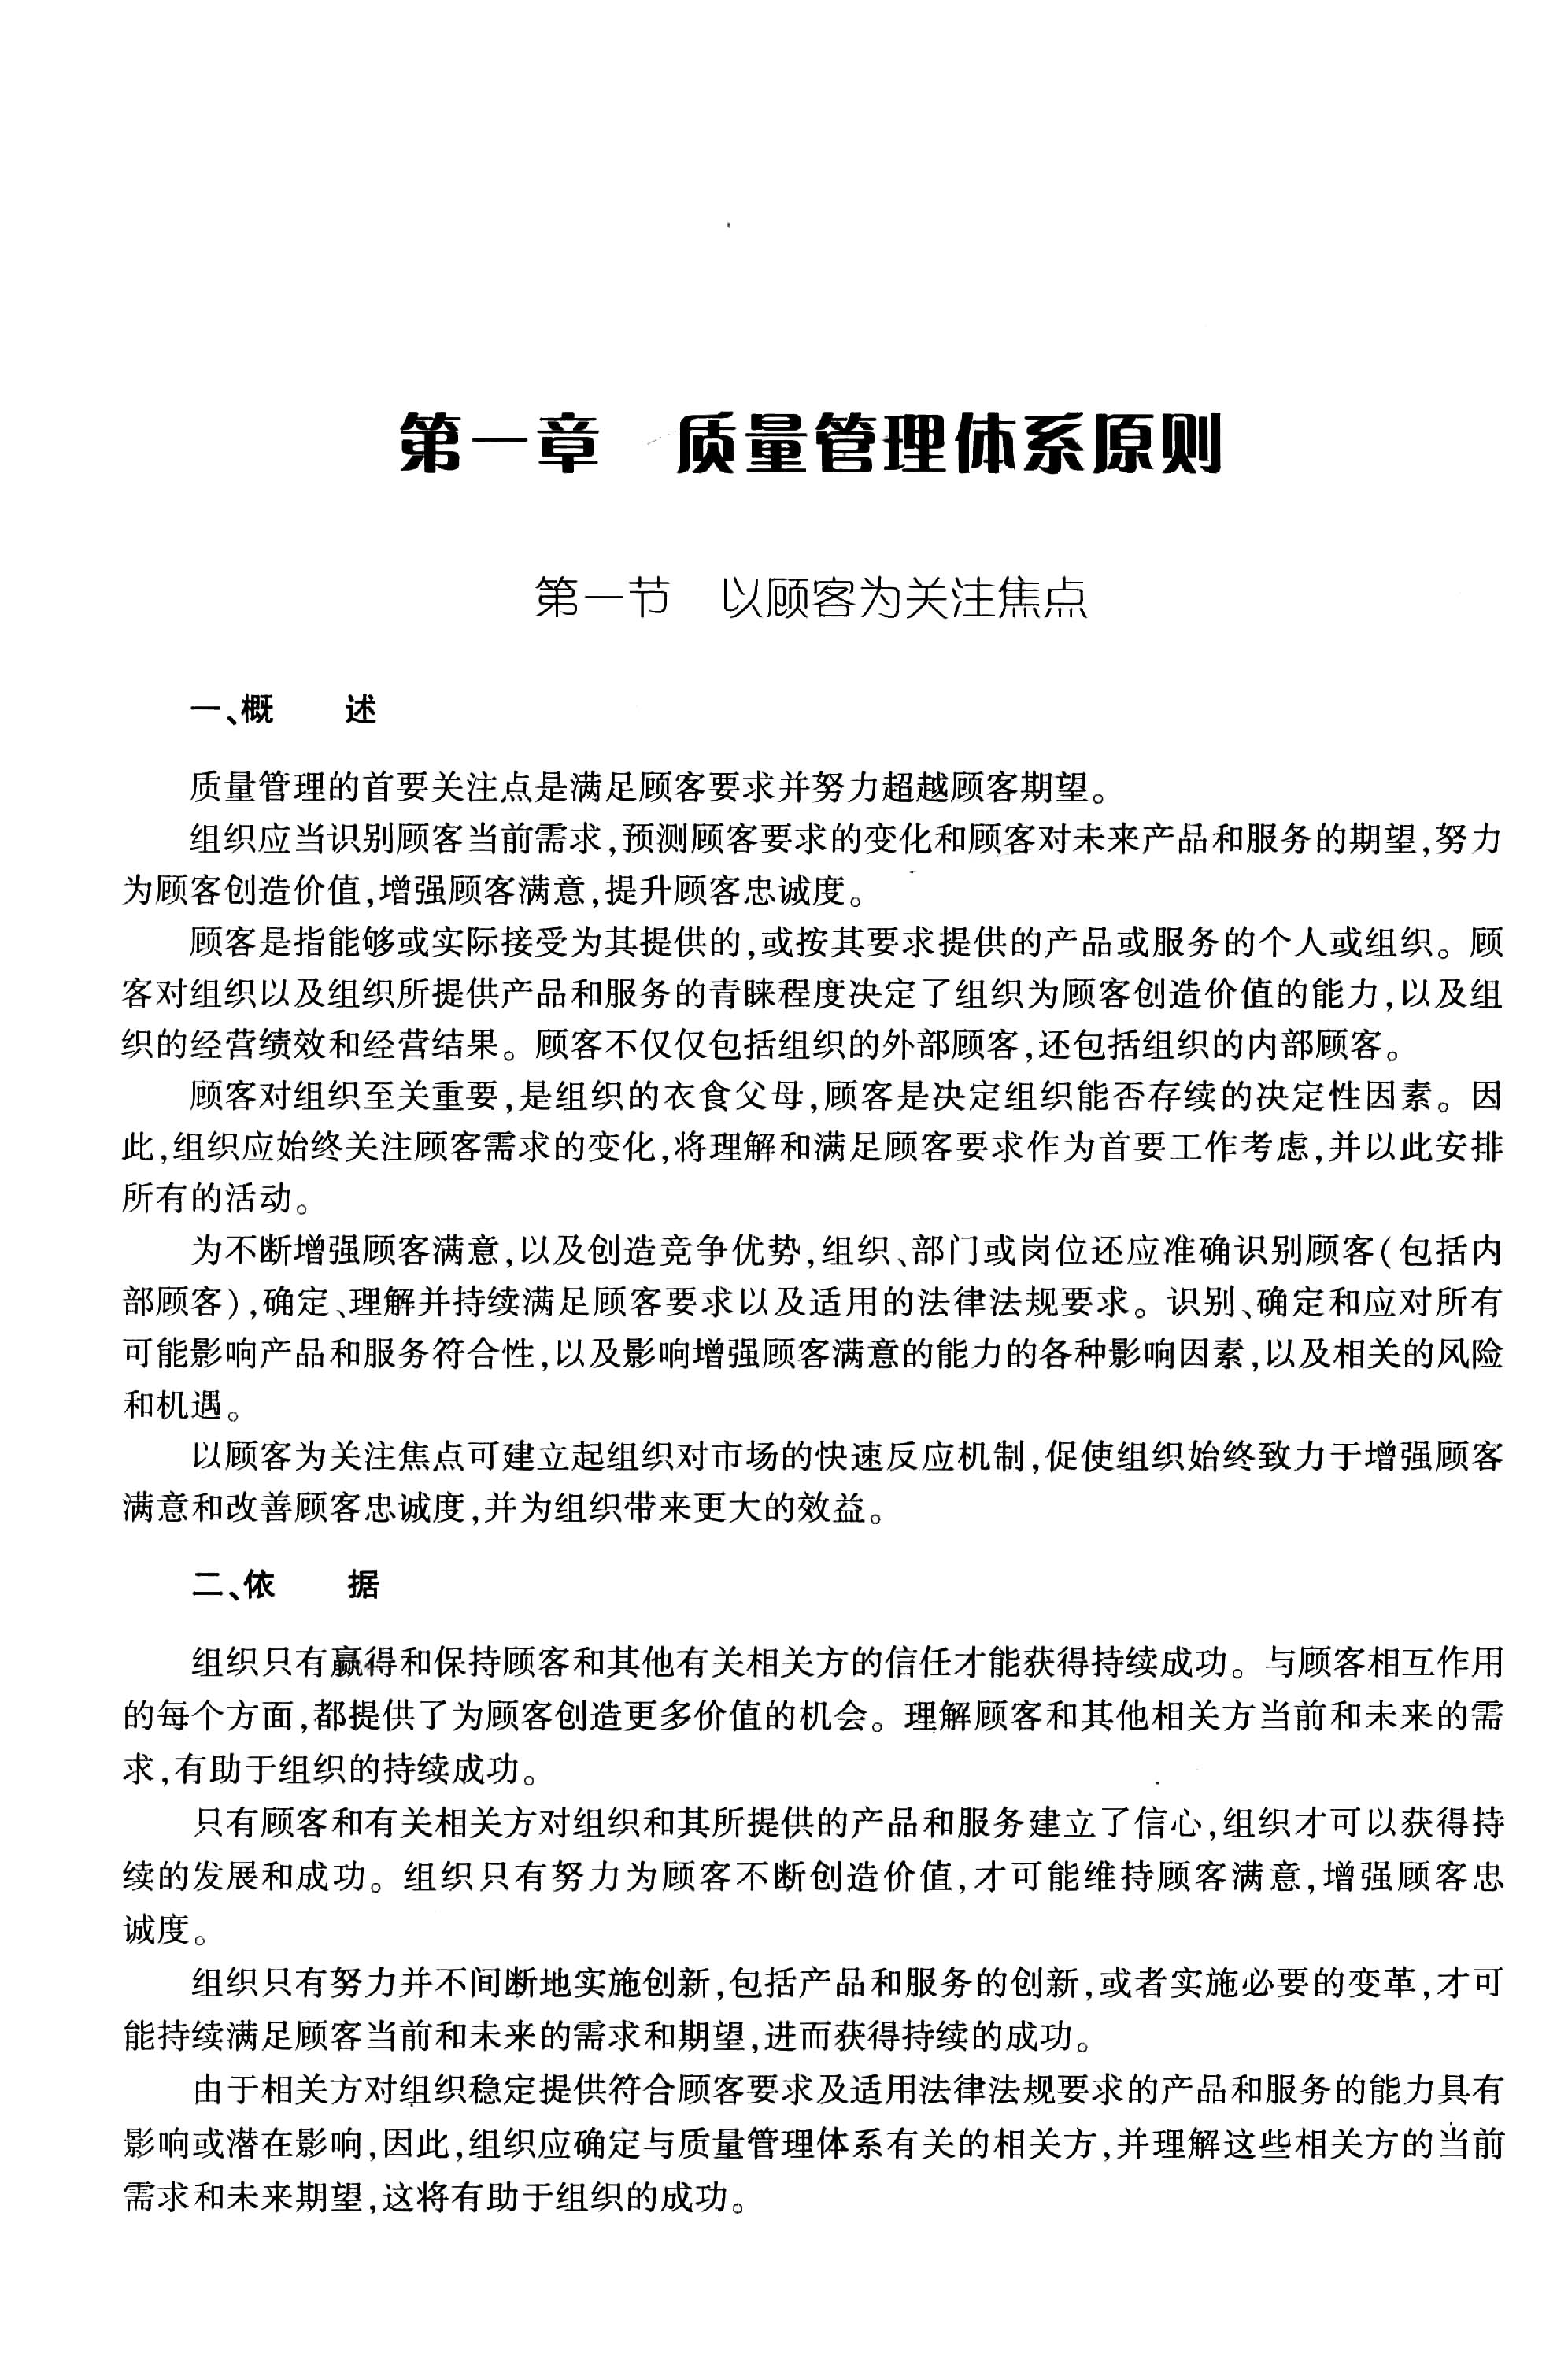 第一章 质量管理体系原则
第一节 以顾客为关注焦点
一、概 述
质量管理的首要关注点是满足顾客要求并努力超越顾客期望。
组织应当识别顾客当前需求,预测顾客要求的变化和顾客对未来产品和服务的期望,努力
为顾客创造价值,增强顾客满意,提升顾客忠诚度。
顾客是指能够或实际接受为其提供的,或按其要求提供的产品或服务的个人或组织。顾
客对组织以及组织所提供产品和服务的青睐程度决定了组织为顾客创造价值的能力,以及组
织的经营绩效和经营结果。顾客不仅仅包括组织的外部顾客,还包括组织的内部顾客。
顾客对组织至关重要,是组织的衣食父母,顾客是决定组织能否存续的决定性因素。因
此,组织应始终关注顾客需求的变化,将理解和满足顾客要求作为首要工作考虑,并以此安排
所有的活动。
为不断增强顾客满意,以及创造竞争优势,组织、部门或岗位还应准确识别顾客(包括内
部顾客),确定、理解并持续满足顾客要求以及适用的法律法规要求。识别、确定和应对所有
可能影响产品和服务符合性,以及影响增强顾客满意的能力的各种影响因素,以及相关的风险
和机遇。
以顾客为关注焦点可建立起组织对市场的快速反应机制,促使组织始终致力于增强顾客
满意和改善顾客忠诚度,并为组织带来更大的效益。
二、依 据
组织只有赢得和保持顾客和其他有关相关方的信任才能获得持续成功。与顾客相互作用
的每个方面,都提供了为顾客创造更多价值的机会。理解顾客和其他相关方当前和未来的需
求,有助于组织的持续成功。
只有顾客和有关相关方对组织和其所提供的产品和服务建立了信心,组织才可以获得持
续的发展和成功。组织只有努力为顾客不断创造价值,才可能维持顾客满意,增强顾客忠
诚度。
组织只有努力并不间断地实施创新,包括产品和服务的创新,或者实施必要的变革,才可
能持续满足顾客当前和未来的需求和期望,进而获得持续的成功。
由于相关方对组织稳定提供符合顾客要求及适用法律法规要求的产品和服务的能力具有
影响或潜在影响,因此,组织应确定与质量管理体系有关的相关方,并理解这些相关方的当前
需求和未来期望,这将有助于组织的成功。